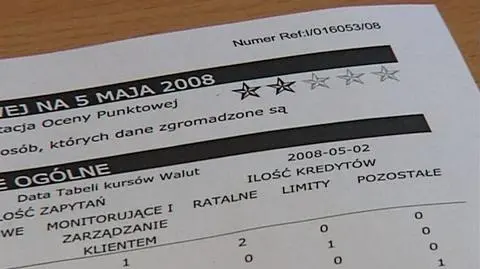 Numer Ref:I/016053/08
WEJ NA 5 MAJA 2008
tacja Oceny Punktowej
osób, których dane zgromadzone są
E OGÓLNE
Data Tabeli kursów Walut 2008-05-02
ILOŚĆ ZAPYTAŃ ILOŚĆ KREDYTÓW
WE MONITORUJĄCE I RATALNE LIMITY POZOSTAŁE
ZARZĄDZANIE
KLIENTEM
2 0 0
1 0 1 0
0 1